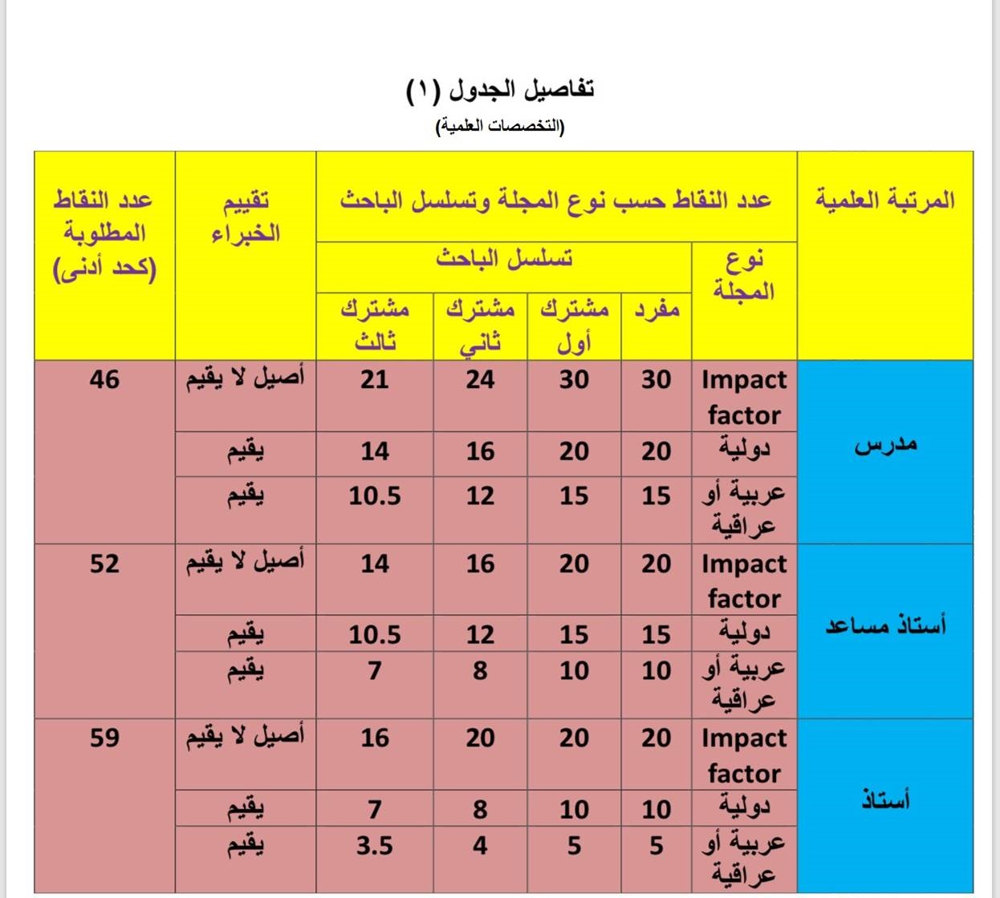 تفاصيل الجدول (١)
(التخصصات العلمية)
المرتبة العلمية
عدد النقاط حسب نوع المجلة وتسلسل الباحث
تقييم
الخبراء
عدد النقاط
المطلوبة
(كحد أدنى)
نوع
المجلة
تسلسل الباحث
مفرد
مشترك
أول
مشترك
ثاني
مشترك
ثالث
مدرس
Impact
factor
30
30
24
21
أصيل لا يقيم
46
دولية
20
20
16
14
يقيم
عربية أو
عراقية
15
15
12
10.5
يقيم
أستاذ مساعد
Impact
factor
20
20
16
14
أصيل لا يقيم
52
دولية
15
15
12
10.5
يقيم
عربية أو
عراقية
10
10
8
7
يقيم
أستاذ
Impact
factor
20
20
20
16
أصيل لا يقيم
59
دولية
10
10
8
7
يقيم
عربية أو
عراقية
5
5
4
3.5
يقيم